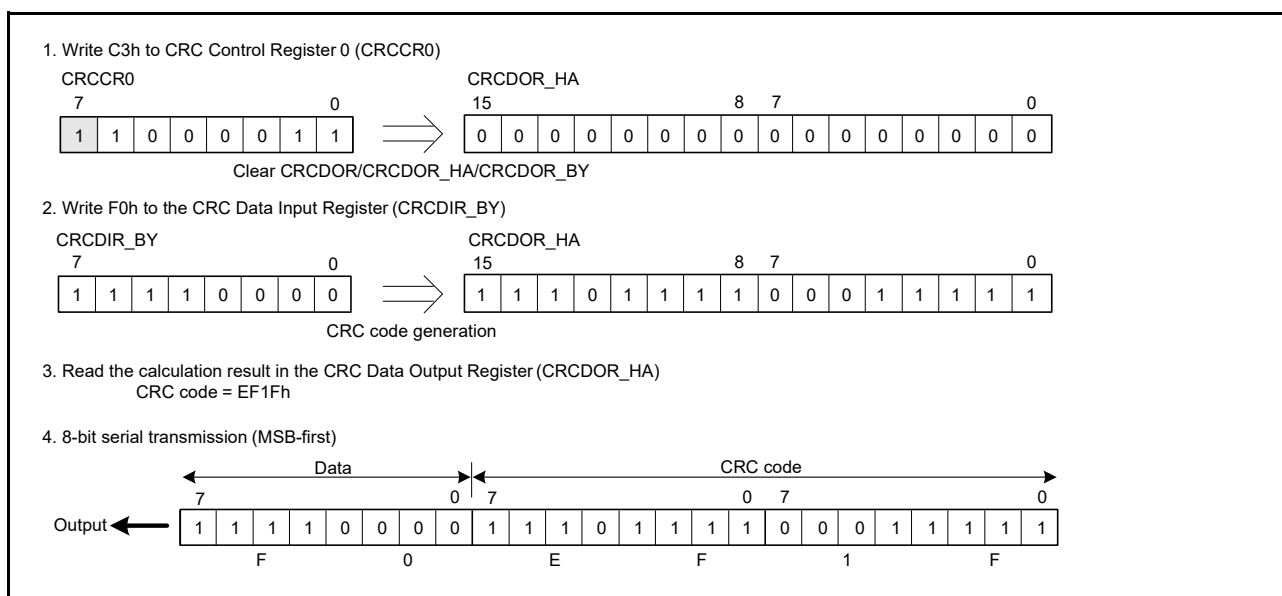 1. Write C3h to CRC Control Register 0 (CRCCR0)
CRCCR0 CRCDOR_HA
7 0 15 8 7 0
1 1 0 0 0 0 1 1 0 0 0 0 0 0 0 0 0 0 0 0 0 0 0 0
Clear CRCDOR/CRCDOR_HA/CRCDOR_BY
2. Write F0h to the CRC Data Input Register (CRCDIR_BY)
CRCDIR_BY CRCDOR_HA
7 0 15 8 7 0
1 1 1 1 0 0 0 0 1 1 1 0 1 1 1 1 0 0 0 1 1 1 1 1
CRC code generation
3. Read the calculation result in the CRC Data Output Register (CRCDOR_HA)
CRC code = EF1Fh
4. 8-bit serial transmission (MSB-first)
Data CRC code
7 0 7 0 7 0
Output 1 1 1 1 0 0 0 0 1 1 1 0 1 1 1 1 0 0 0 1 1 1 1 1
F 0 E F 1 F